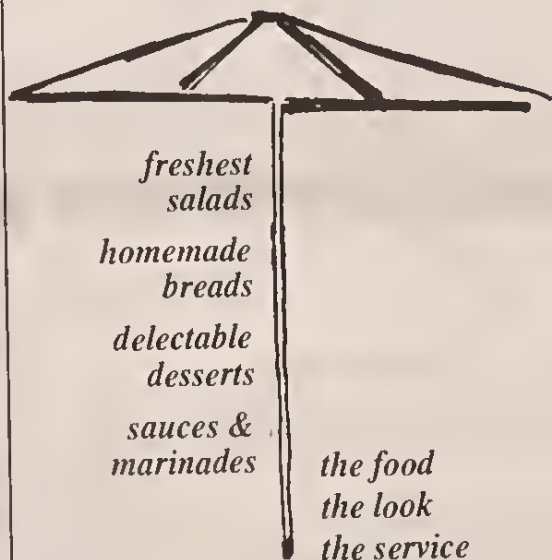 freshest
salads
homemade
breads
delectable
desserts
sauces &
marinades
the food
the look
the service